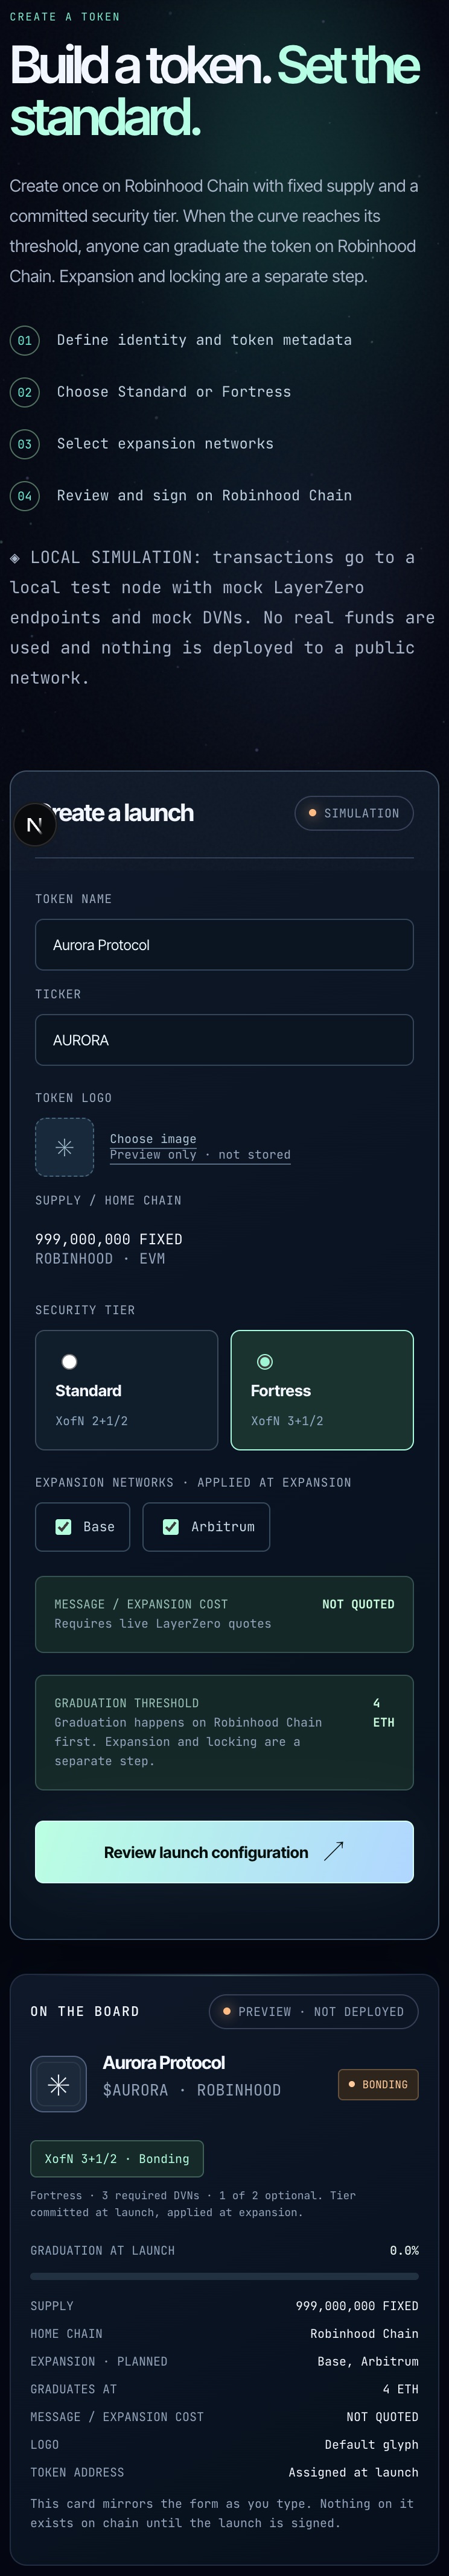 CREATE A TOKEN
Build a token. Set the
standard.
Create once on Robinhood Chain with fixed supply and a
committed security tier. When the curve reaches its
threshold, anyone can graduate the token on Robinhood
Chain. Expansion and locking are a separate step.
01 Define identity and token metadata
02 Choose Standard or Fortress
03 Select expansion networks
04 Review and sign on Robinhood Chain
◈ LOCAL SIMULATION: transactions go to a
local test node with mock LayerZero
endpoints and mock DVNs. No real funds are
used and nothing is deployed to a public
network.
N reate a launch SIMULATION
TOKEN NAME
Aurora Protocol
TICKER
AURORA
TOKEN LOGO
Choose image
Preview only · not stored
SUPPLY / HOME CHAIN
999,000,000 FIXED
ROBINHOOD · EVM
SECURITY TIER
Standard Fortress
XofN 2+1/2 XofN 3+1/2
EXPANSION NETWORKS · APPLIED AT EXPANSION
Base Arbitrum
MESSAGE / EXPANSION COST NOT QUOTED
Requires live LayerZero quotes
GRADUATION THRESHOLD 4
Graduation happens on Robinhood Chain ETH
first. Expansion and locking are a
separate step.
Review launch configuration
ON THE BOARD PREVIEW · NOT DEPLOYED
Aurora Protocol
$AURORA · ROBINHOOD BONDING
XofN 3+1/2 · Bonding
Fortress · 3 required DVNs · 1 of 2 optional. Tier
committed at launch, applied at expansion.
GRADUATION AT LAUNCH 0.0%
SUPPLY 999,000,000 FIXED
HOME CHAIN Robinhood Chain
EXPANSION · PLANNED Base, Arbitrum
GRADUATES AT 4 ETH
MESSAGE / EXPANSION COST NOT QUOTED
LOGO Default glyph
TOKEN ADDRESS Assigned at launch
This card mirrors the form as you type. Nothing on it
exists on chain until the launch is signed.